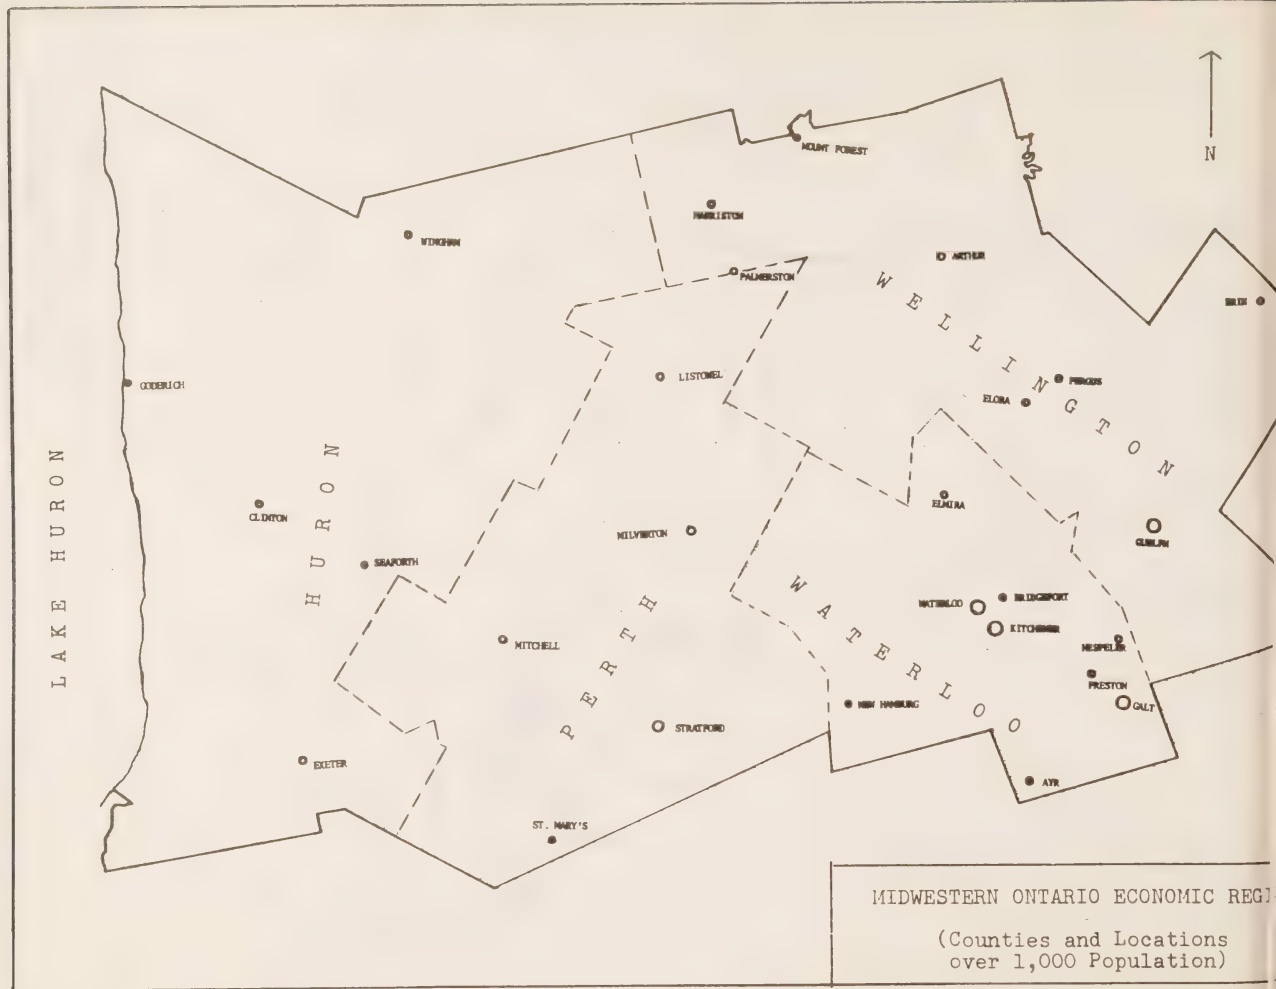 N
MOUNT FOREST
HARRISTON
WINGHAM
ARTHUR
PALMERSTON
WELLINGTON
ERIN
GODERICH
LISTOWEL
FERGUS
ELORA
LAKE HURON
HURON
CLINTON
ELMIRA
MILVERTON
GUELPH
SEAFORTH
WATERLOO
BRIDGEPORT
WATERLOO
KITCHENER
PERTH
MITCHELL
HESPELER
PRESTON
NEW HAMBURG
GALT
STRATFORD
EXETER
AYR
ST. MARY'S
MIDWESTERN ONTARIO ECONOMIC REGI
(Counties and Locations
over 1,000 Population)